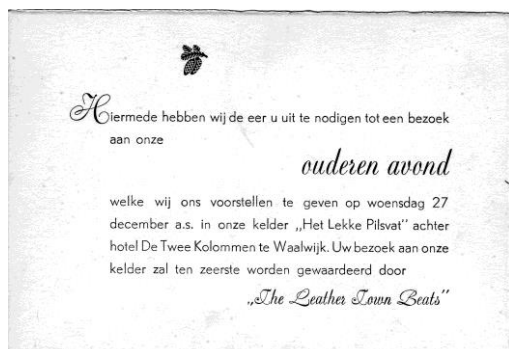 Hiermede hebben wij de eer u uit te nodigen tot een bezoek
aan onze
ouderen avond
welke wij ons voorstellen te geven op woensdag 27
december a.s. in onze kelder „Het Lekke Pilsvat" achter
hotel De Twee Kolommen te Waalwijk. Uw bezoek aan onze
kelder zal ten zeerste worden gewaardeerd door
„The Leather Town Beats"